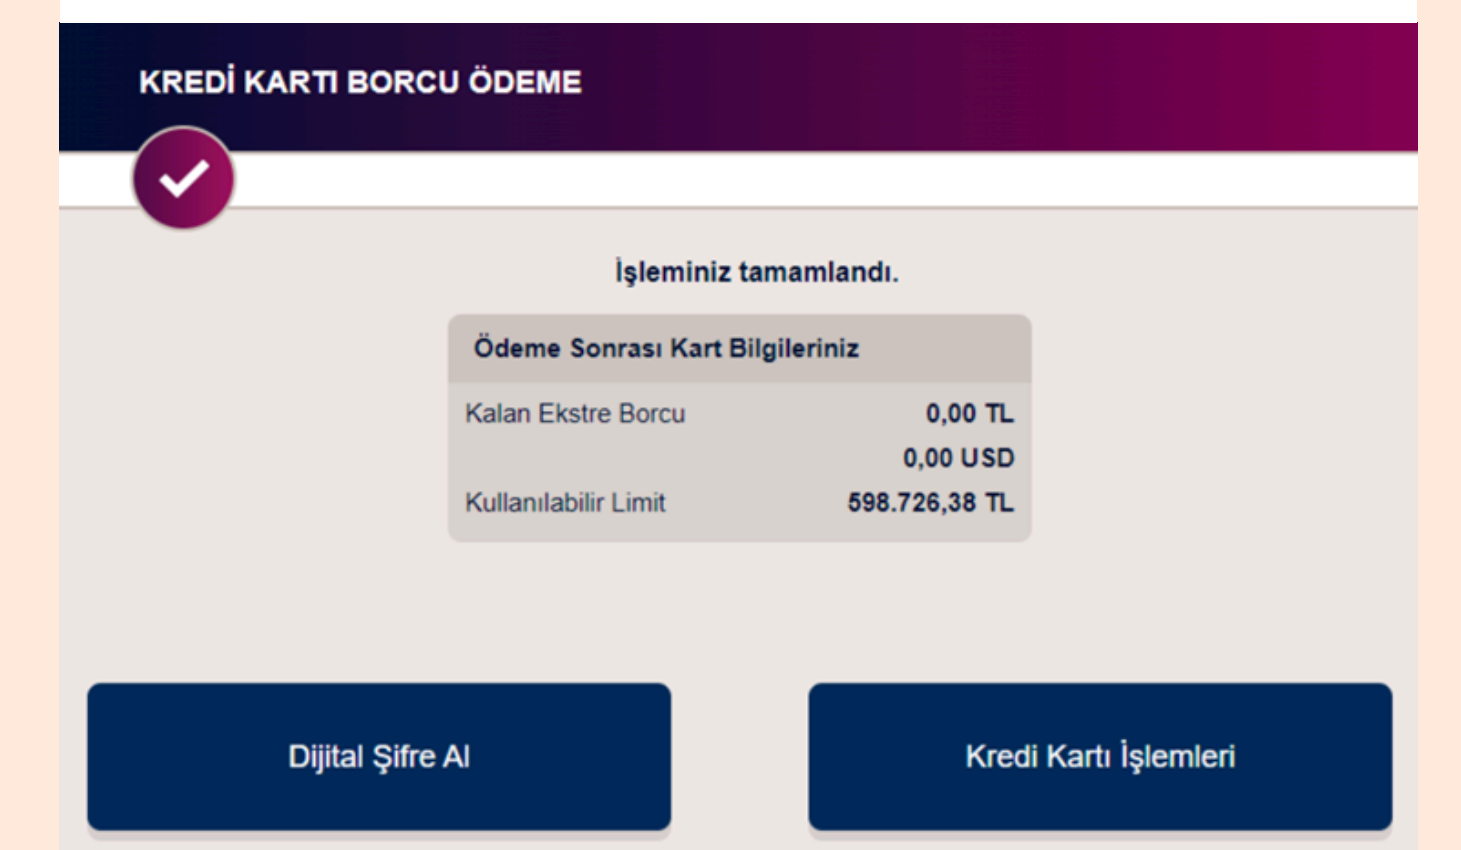 KREDİ KARTI BORCU ÖDEME
İşleminiz tamamlandı.
Ödeme Sonrası Kart Bilgileriniz
Kalan Ekstre Borcu 0,00 TL
0,00 USD
Kullanılabilir Limit 598.726,38 TL
Dijital Şifre Al Kredi Kartı İşlemleri